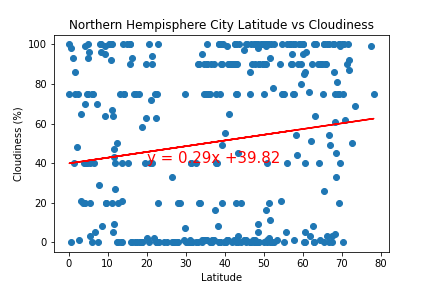 Northern Hempisphere City Latitude vs Cloudiness
100
80
60
40
20
0
Cloudiness (%)
y = 0.29x +39.82
0 10 20 30 40 50 60 70 80
Latitude